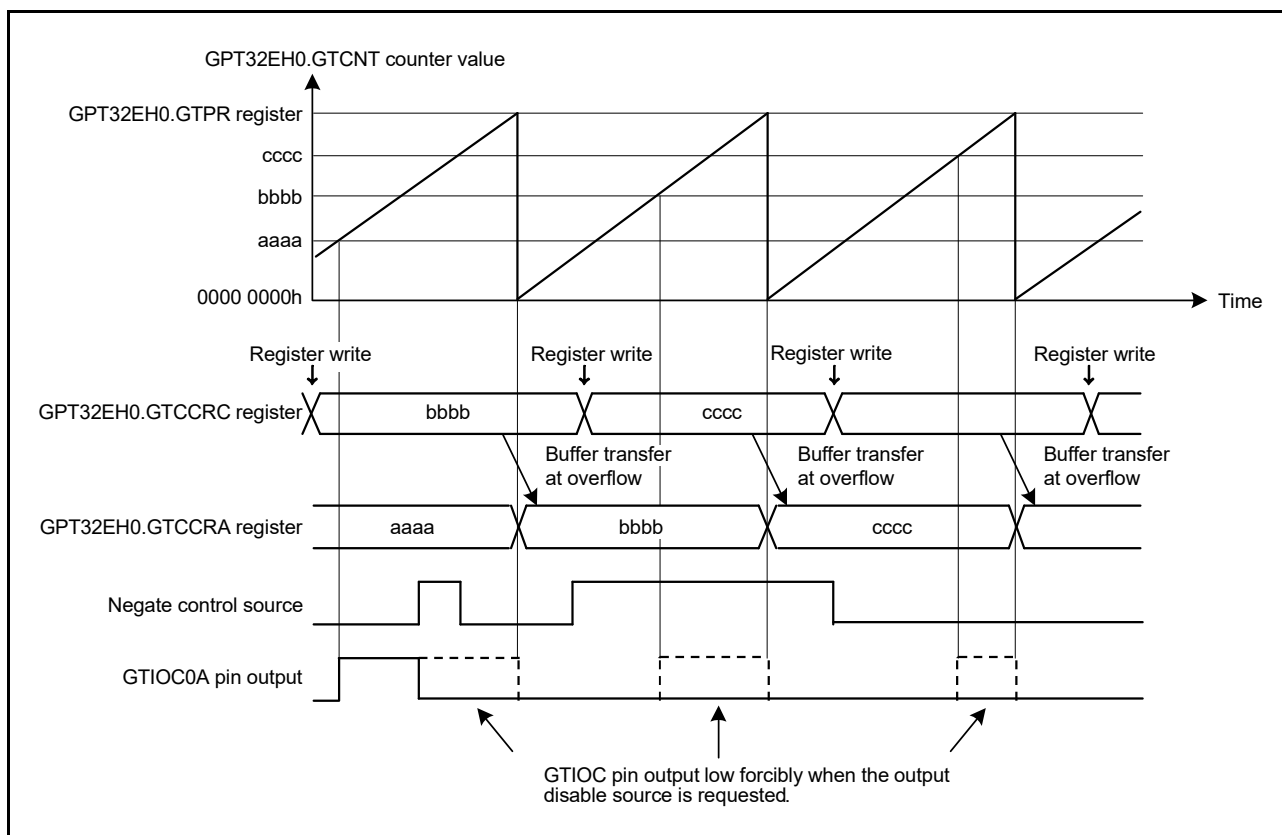 GPT32EH0.GTCNT counter value
GPT32EH0.GTPR register
cccc
bbbb
aaaa
0000 0000h
Time
Register write
Register write
Register write
Register write
GPT32EH0.GTCCRC register
bbbb
cccc
Buffer transfer
at overflow
Buffer transfer
at overflow
Buffer transfer
at overflow
GPT32EH0.GTCCRA register
aaaa
bbbb
cccc
Negate control source
GTIOC0A pin output
GTIOC pin output low forcibly when the output
disable source is requested.